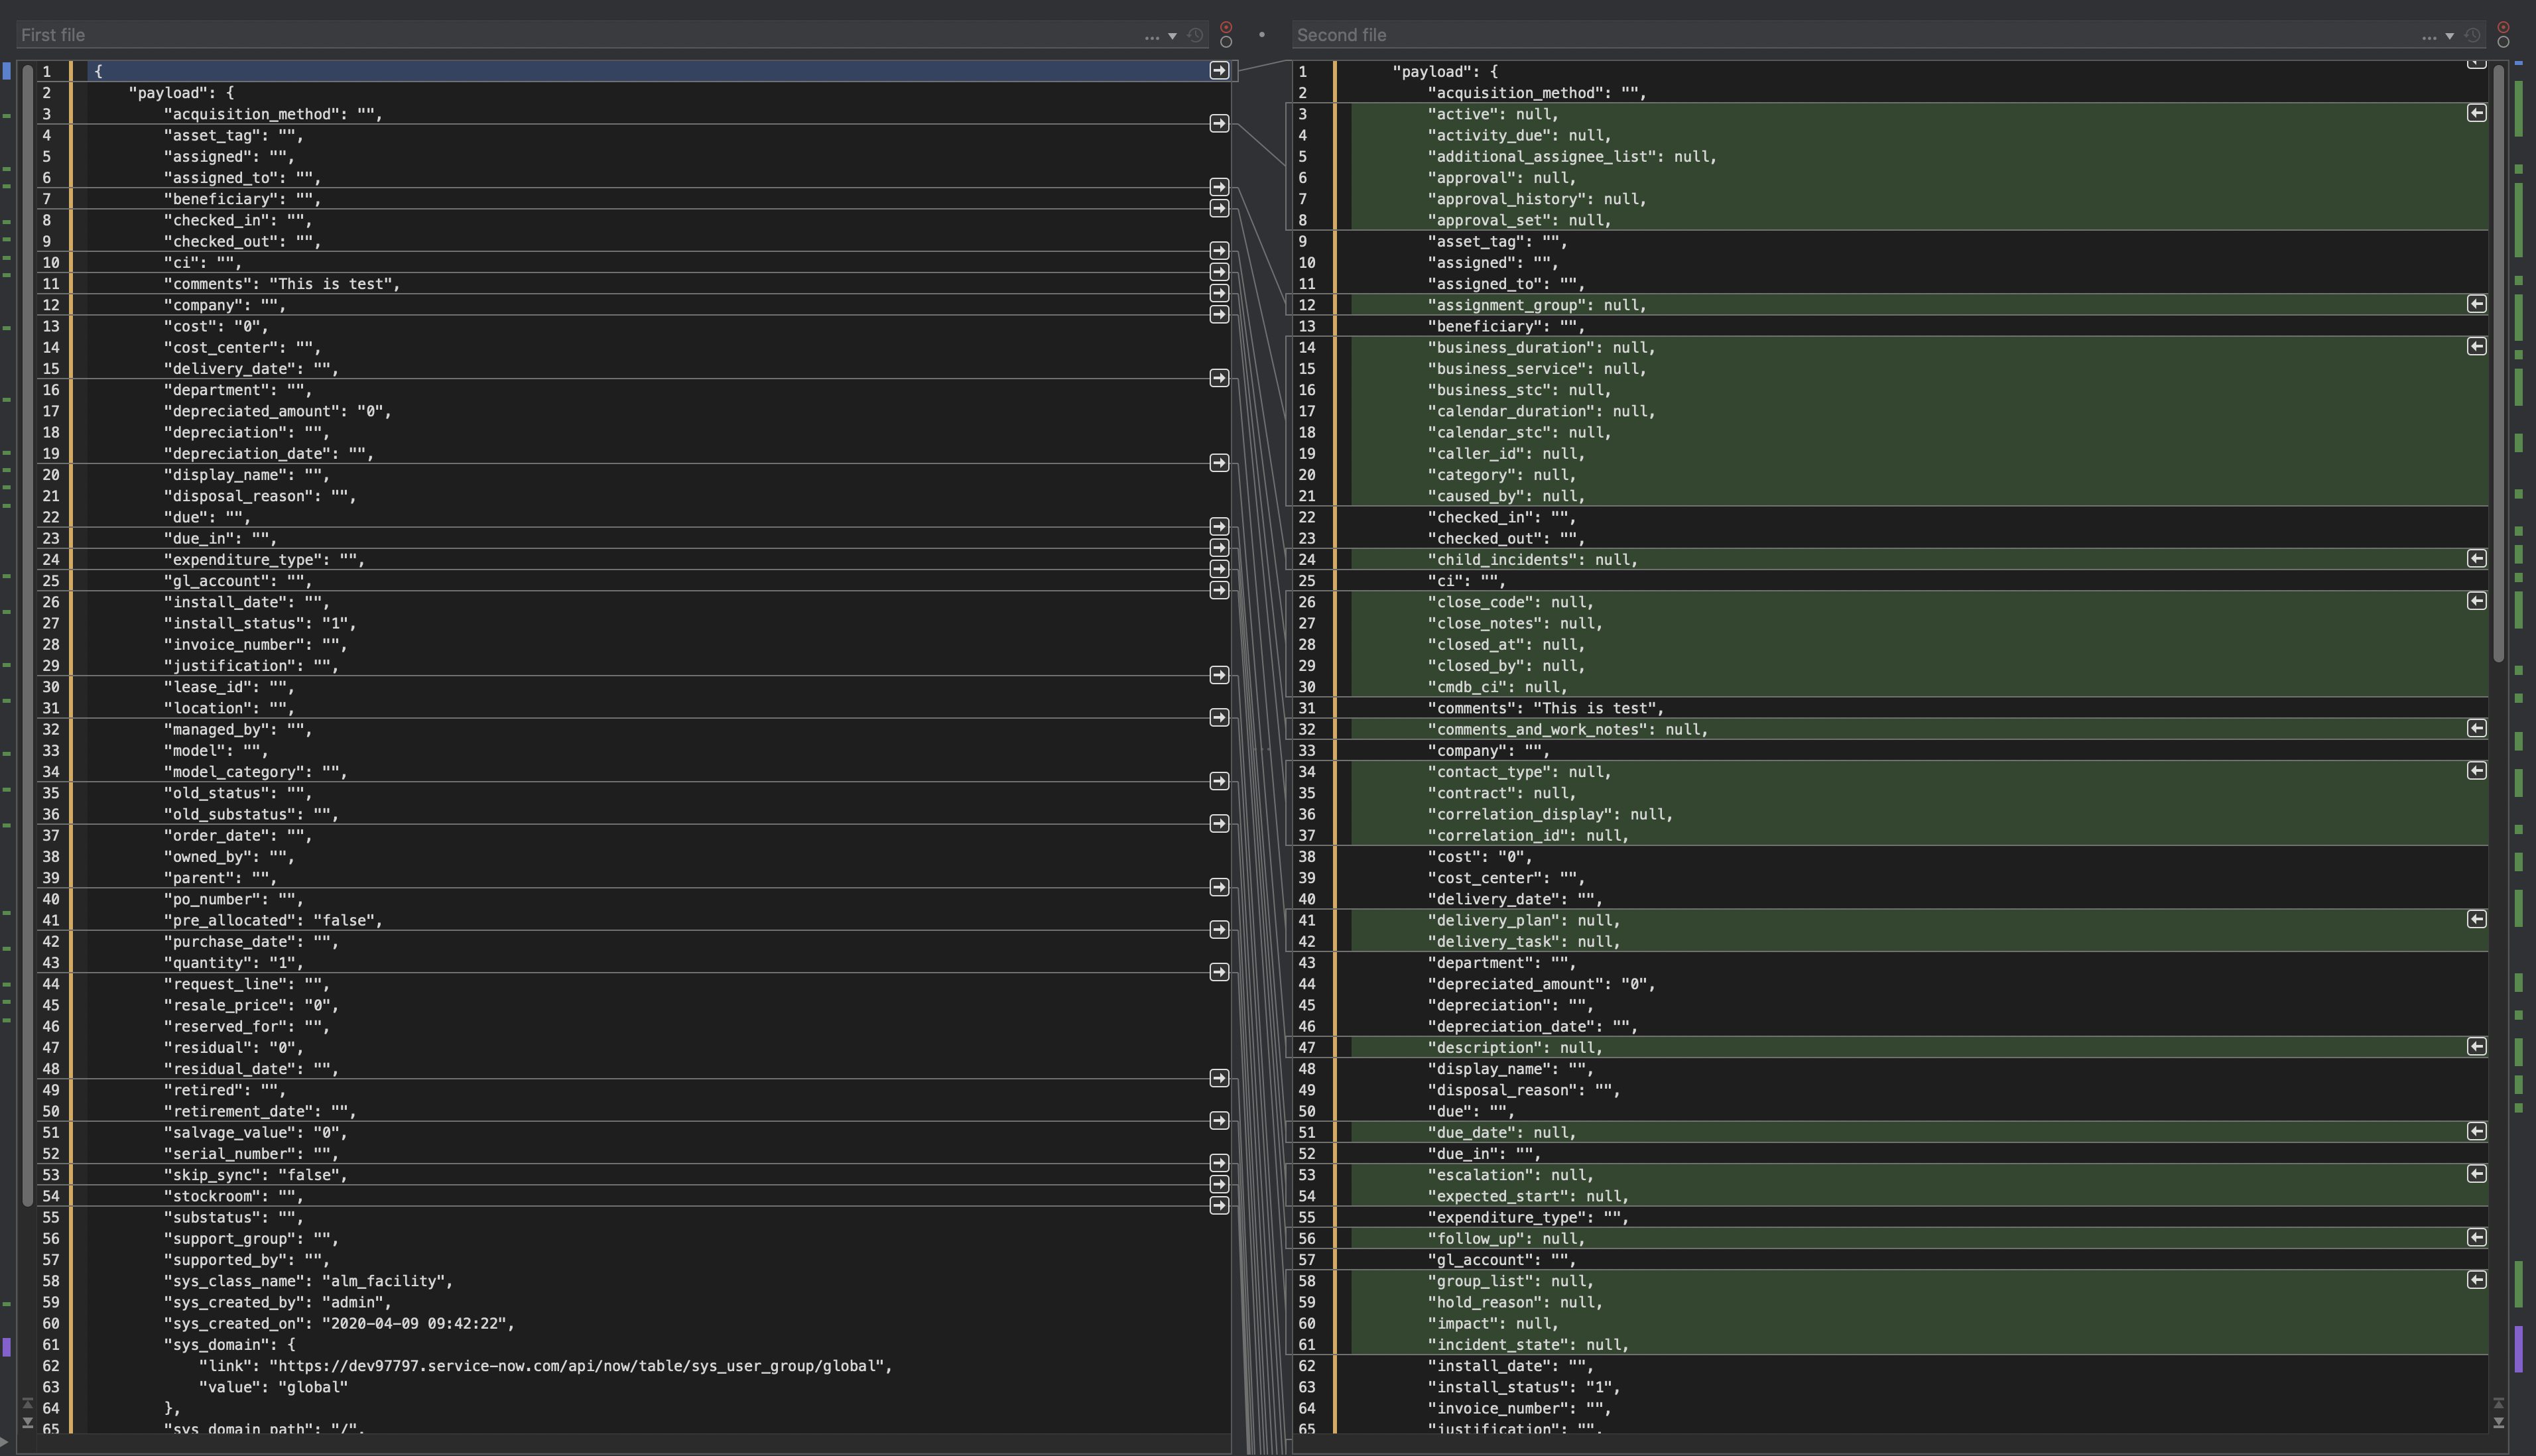 First file
...
1 {
2 "payload": {
3 "acquisition_method": "",
4 "asset_tag": "",
5 "assigned": "",
6 "assigned_to": "",
7 "beneficiary": "",
8 "checked_in": "",
9 "checked_out": "",
10 "ci": "",
11 "comments": "This is test",
12 "company": "",
13 "cost": "0",
14 "cost_center": "",
15 "delivery_date": "",
16 "department": "",
17 "depreciated_amount": "0",
18 "depreciation": "",
19 "depreciation_date": "",
20 "display_name": "",
21 "disposal_reason": "",
22 "due": "",
23 "due_in": "",
24 "expenditure_type": "",
25 "gl_account": "",
26 "install_date": "",
27 "install_status": "1",
28 "invoice_number": "",
29 "justification": "",
30 "lease_id": "",
31 "location": "",
32 "managed_by": "",
33 "model": "",
34 "model_category": "",
35 "old_status": "",
36 "old_substatus": "",
37 "order_date": "",
38 "owned_by": "",
39 "parent": "",
40 "po_number": "",
41 "pre_allocated": "false",
42 "purchase_date": "",
43 "quantity": "1",
44 "request_line": "",
45 "resale_price": "0",
46 "reserved_for": "",
47 "residual": "0",
48 "residual_date": "",
49 "retired": "",
50 "retirement_date": "",
51 "salvage_value": "0",
52 "serial_number": "",
53 "skip_sync": "false",
54 "stockroom": "",
55 "substatus": "",
56 "support_group": "",
57 "supported_by": "",
58 "sys_class_name": "alm_facility",
59 "sys_created_by": "admin",
60 "sys_created_on": "2020-04-09 09:42:22",
61 "sys_domain": {
62 "link": "https://dev97797.service-now.com/api/now/table/sys_user_group/global",
63 "value": "global"
64 },
65 "sys_domain_path": "/",
Second file
...
1 "payload": {
2 "acquisition_method": "",
3 "active": null,
4 "activity_due": null,
5 "additional_assignee_list": null,
6 "approval": null,
7 "approval_history": null,
8 "approval_set": null,
9 "asset_tag": "",
10 "assigned": "",
11 "assigned_to": "",
12 "assignment_group": null,
13 "beneficiary": "",
14 "business_duration": null,
15 "business_service": null,
16 "business_stc": null,
17 "calendar_duration": null,
18 "calendar_stc": null,
19 "caller_id": null,
20 "category": null,
21 "caused_by": null,
22 "checked_in": "",
23 "checked_out": "",
24 "child_incidents": null,
25 "ci": "",
26 "close_code": null,
27 "close_notes": null,
28 "closed_at": null,
29 "closed_by": null,
30 "cmdb_ci": null,
31 "comments": "This is test",
32 "comments_and_work_notes": null,
33 "company": "",
34 "contact_type": null,
35 "contract": null,
36 "correlation_display": null,
37 "correlation_id": null,
38 "cost": "0",
39 "cost_center": "",
40 "delivery_date": "",
41 "delivery_plan": null,
42 "delivery_task": null,
43 "department": "",
44 "depreciated_amount": "0",
45 "depreciation": "",
46 "depreciation_date": "",
47 "description": null,
48 "display_name": "",
49 "disposal_reason": "",
50 "due": "",
51 "due_date": null,
52 "due_in": "",
53 "escalation": null,
54 "expected_start": null,
55 "expenditure_type": "",
56 "follow_up": null,
57 "gl_account": "",
58 "group_list": null,
59 "hold_reason": null,
60 "impact": null,
61 "incident_state": null,
62 "install_date": "",
63 "install_status": "1",
64 "invoice_number": "",
65 "justification": "",